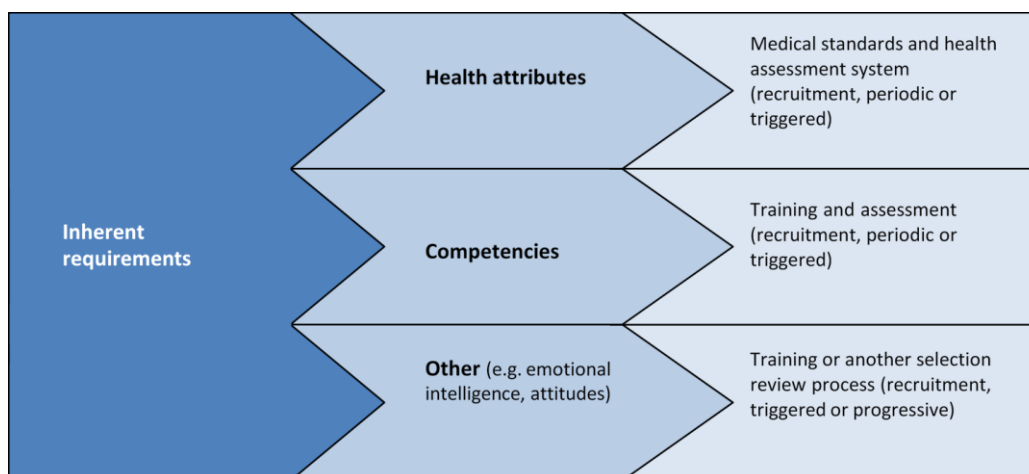 Inherent
requirements
Health attributes
Medical standards and health
assessment system
(recruitment, periodic or
triggered)
Competencies
Training and assessment
(recruitment, periodic or
triggered)
Other (e.g. emotional
intelligence, attitudes)
Training or another selection
review process (recruitment,
triggered or progressive)